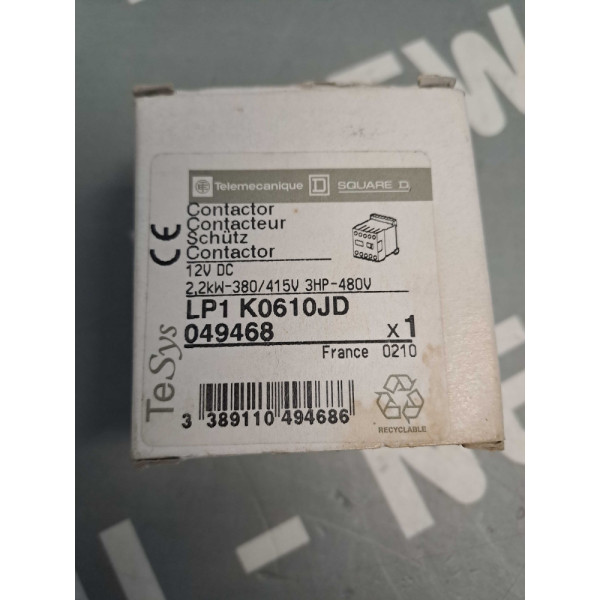 Telemecanique SQUARE D
Contactor
Contacteur
Schütz
Contactor
12V DC
2,2kW-380/415V 3HP-480V
LP1 K0610JD
049468 x1
France 0210
CE
TeSys
3 389110 494686
RECYCLABLE